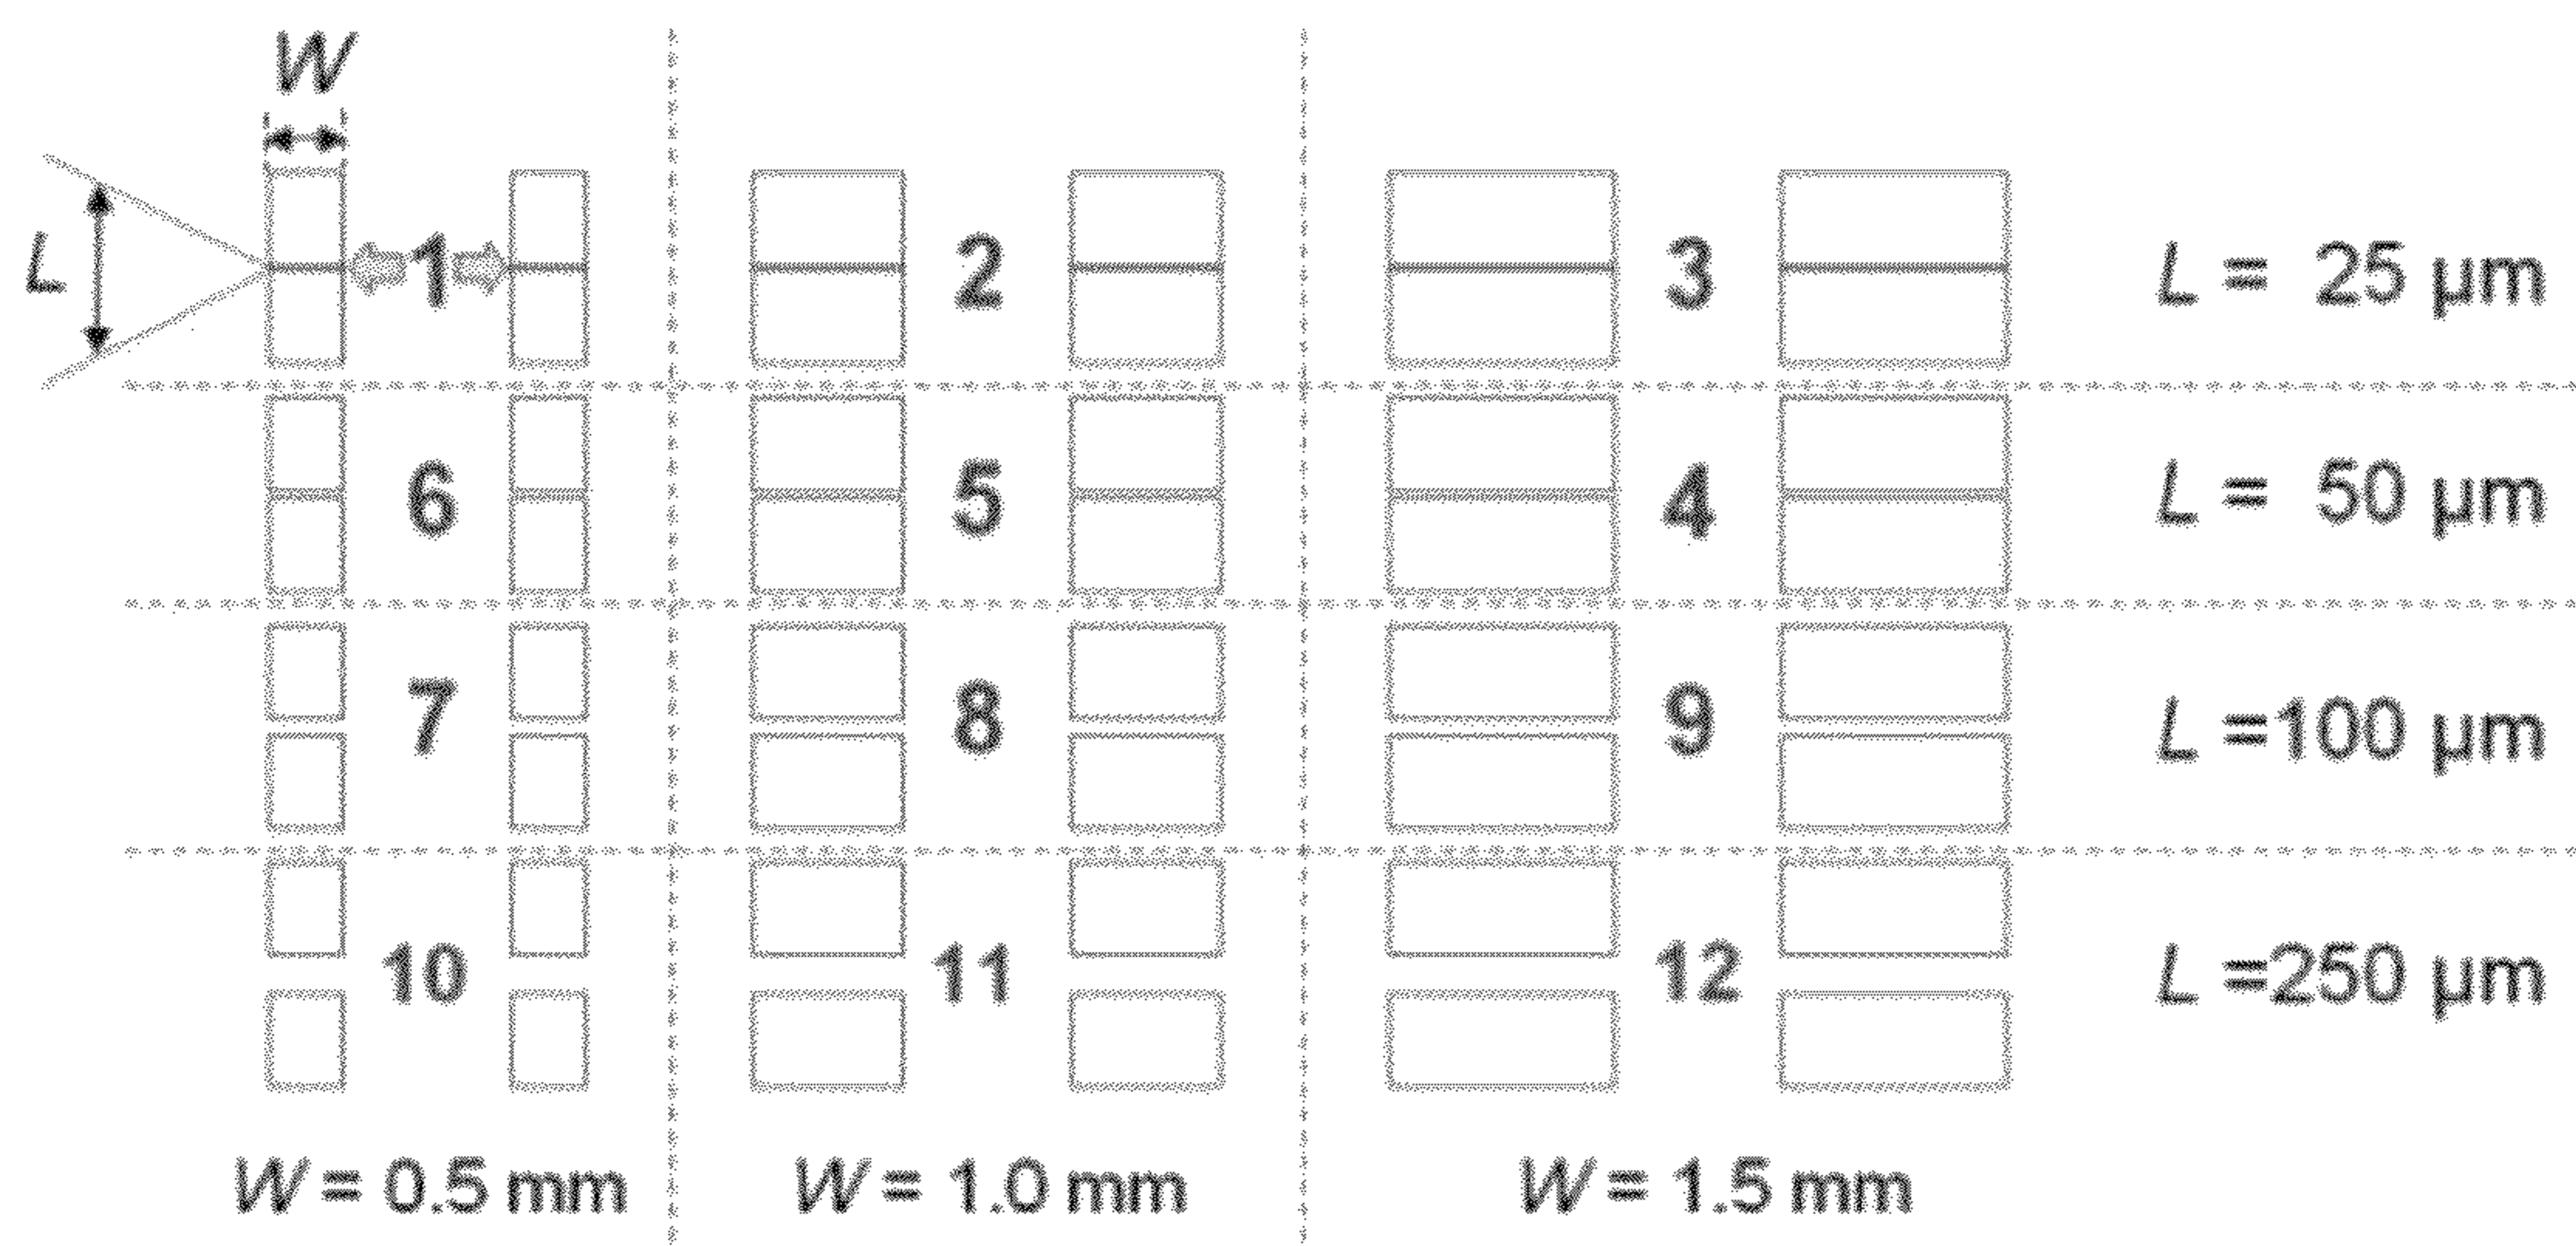 W
L 1 2 3 L = 25 µm
6 5 4 L = 50 µm
7 8 9 L =100 µm
10 11 12 L =250 µm
W = 0.5 mm W = 1.0 mm W = 1.5 mm